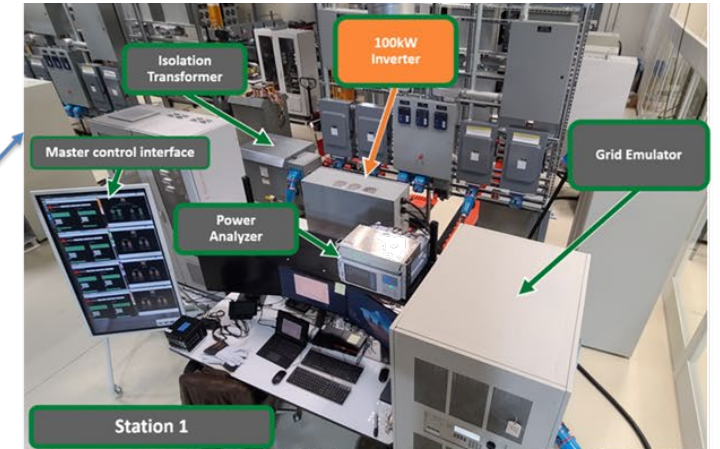 100kW
Inverter
Isolation
Transformer
Master control interface
Grid Emulator
Power
Analyzer
Station 1